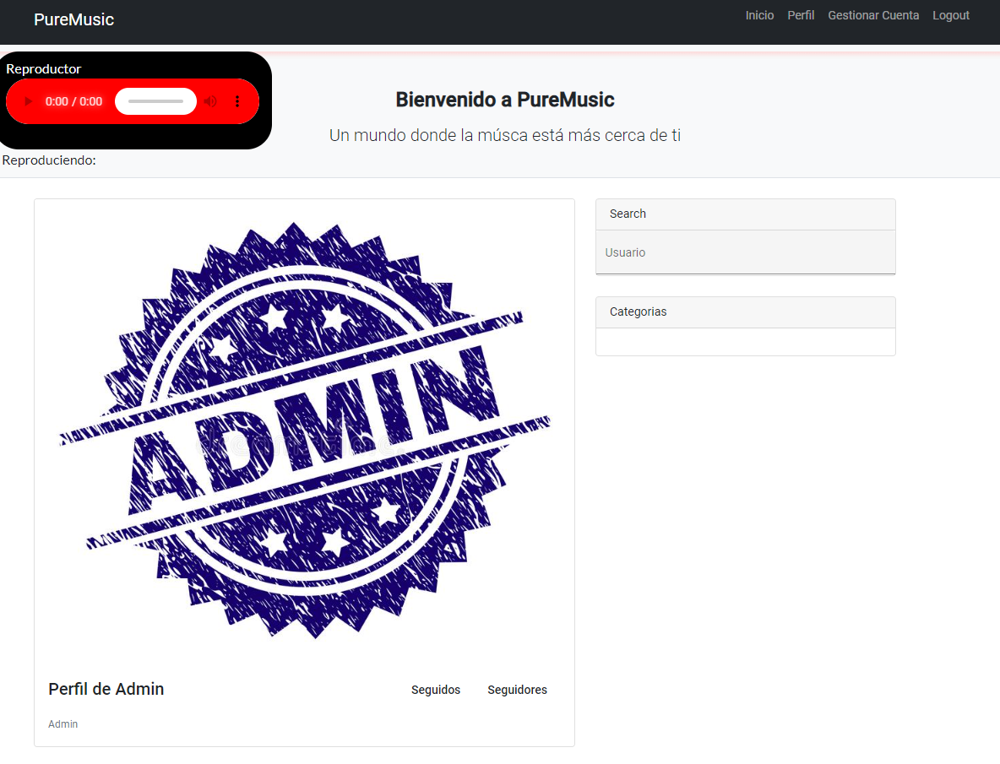 PureMusic
Inicio Perfil Gestionar Cuenta Logout
Reproductor
0:00 / 0:00
Bienvenido a PureMusic
Un mundo donde la músca está más cerca de ti
Reproduciendo:
Search
Usuario
Categorias
ADMIN
Perfil de Admin
Seguidos Seguidores
Admin